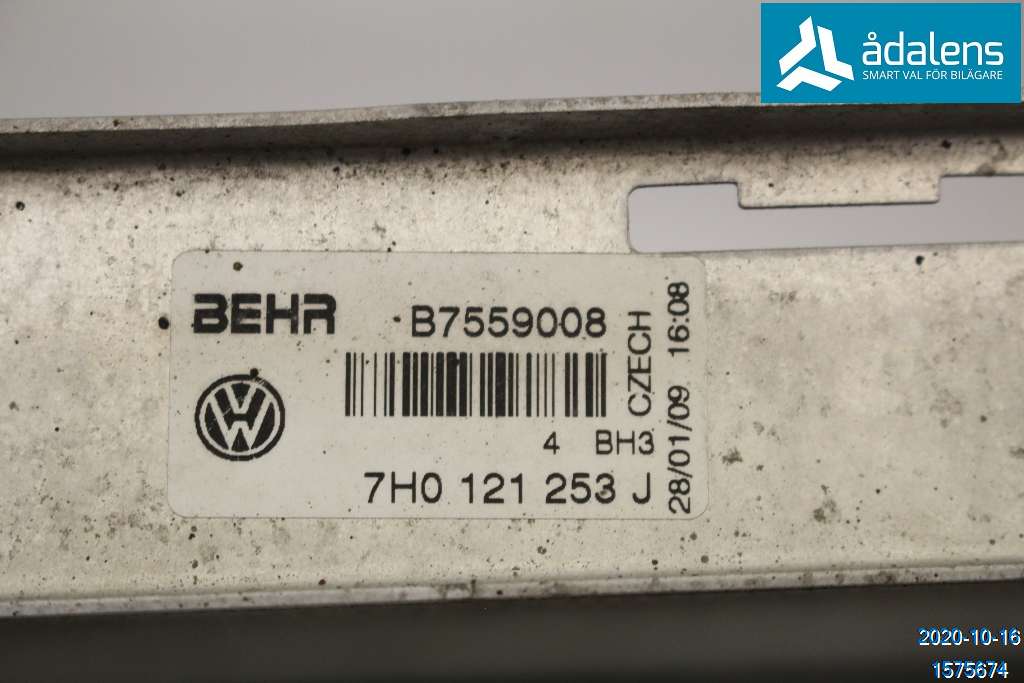 ådalens
SMART VAL FÖR BILÄGARE
BEHR
B7559008
CZECH
28/01/09 16:08
4 BH3
7H0 121 253 J
2020-10-16
1575674